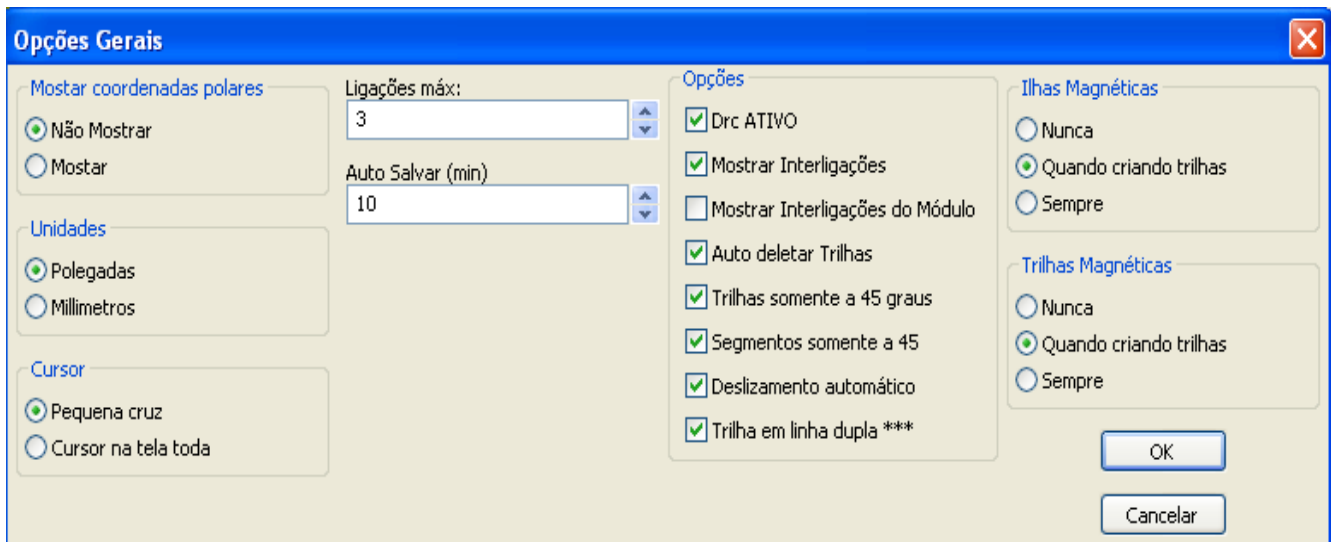 Opções Gerais
Mostar coordenadas polares
Não Mostrar
Mostar
Unidades
Polegadas
Millimetros
Cursor
Pequena cruz
Cursor na tela toda
Ligações máx:
3
Auto Salvar (min)
10
Opções
Drc ATIVO
Mostrar Interligações
Mostrar Interligações do Módulo
Auto deletar Trilhas
Trilhas somente a 45 graus
Segmentos somente a 45
Deslizamento automático
Trilha em linha dupla ***
Ilhas Magnéticas
Nunca
Quando criando trilhas
Sempre
Trilhas Magnéticas
Nunca
Quando criando trilhas
Sempre
OK
Cancelar